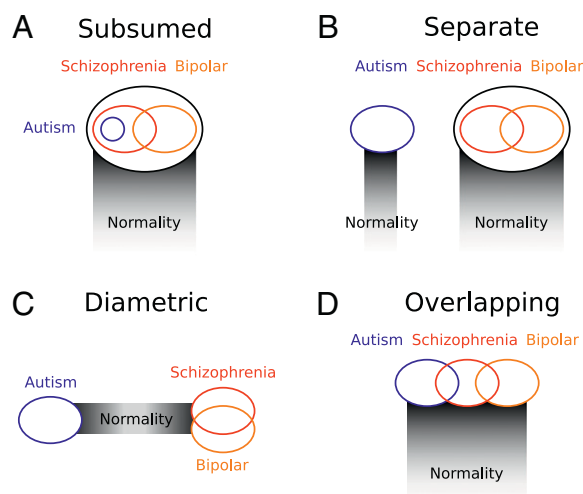 A Subsumed
Schizophrenia Bipolar
Autism
Normality
B Separate
Autism Schizophrenia Bipolar
Normality Normality
C Diametric
Schizophrenia
Autism
Normality
Bipolar
D Overlapping
Autism Schizophrenia Bipolar
Normality